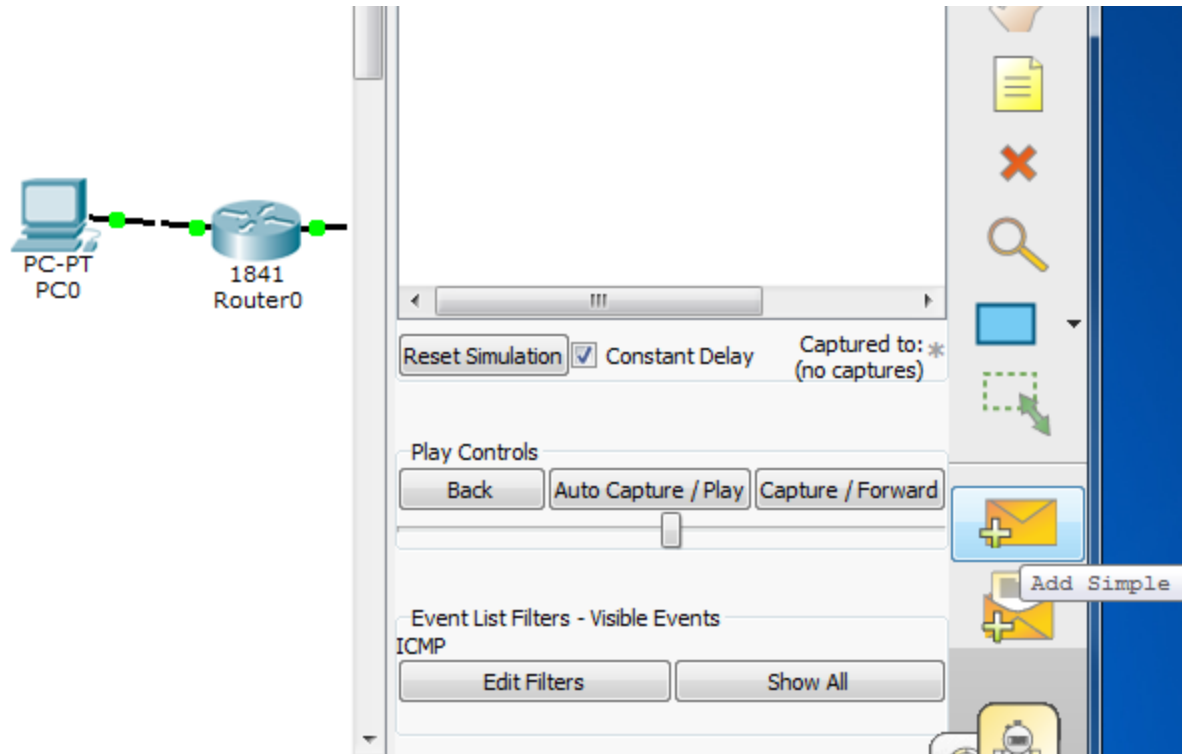 PC-PT
PC0
1841
Router0
Reset Simulation
Constant Delay
Captured to: *
(no captures)
Play Controls
Back
Auto Capture / Play
Capture / Forward
Add Simple
Event List Filters - Visible Events
ICMP
Edit Filters
Show All